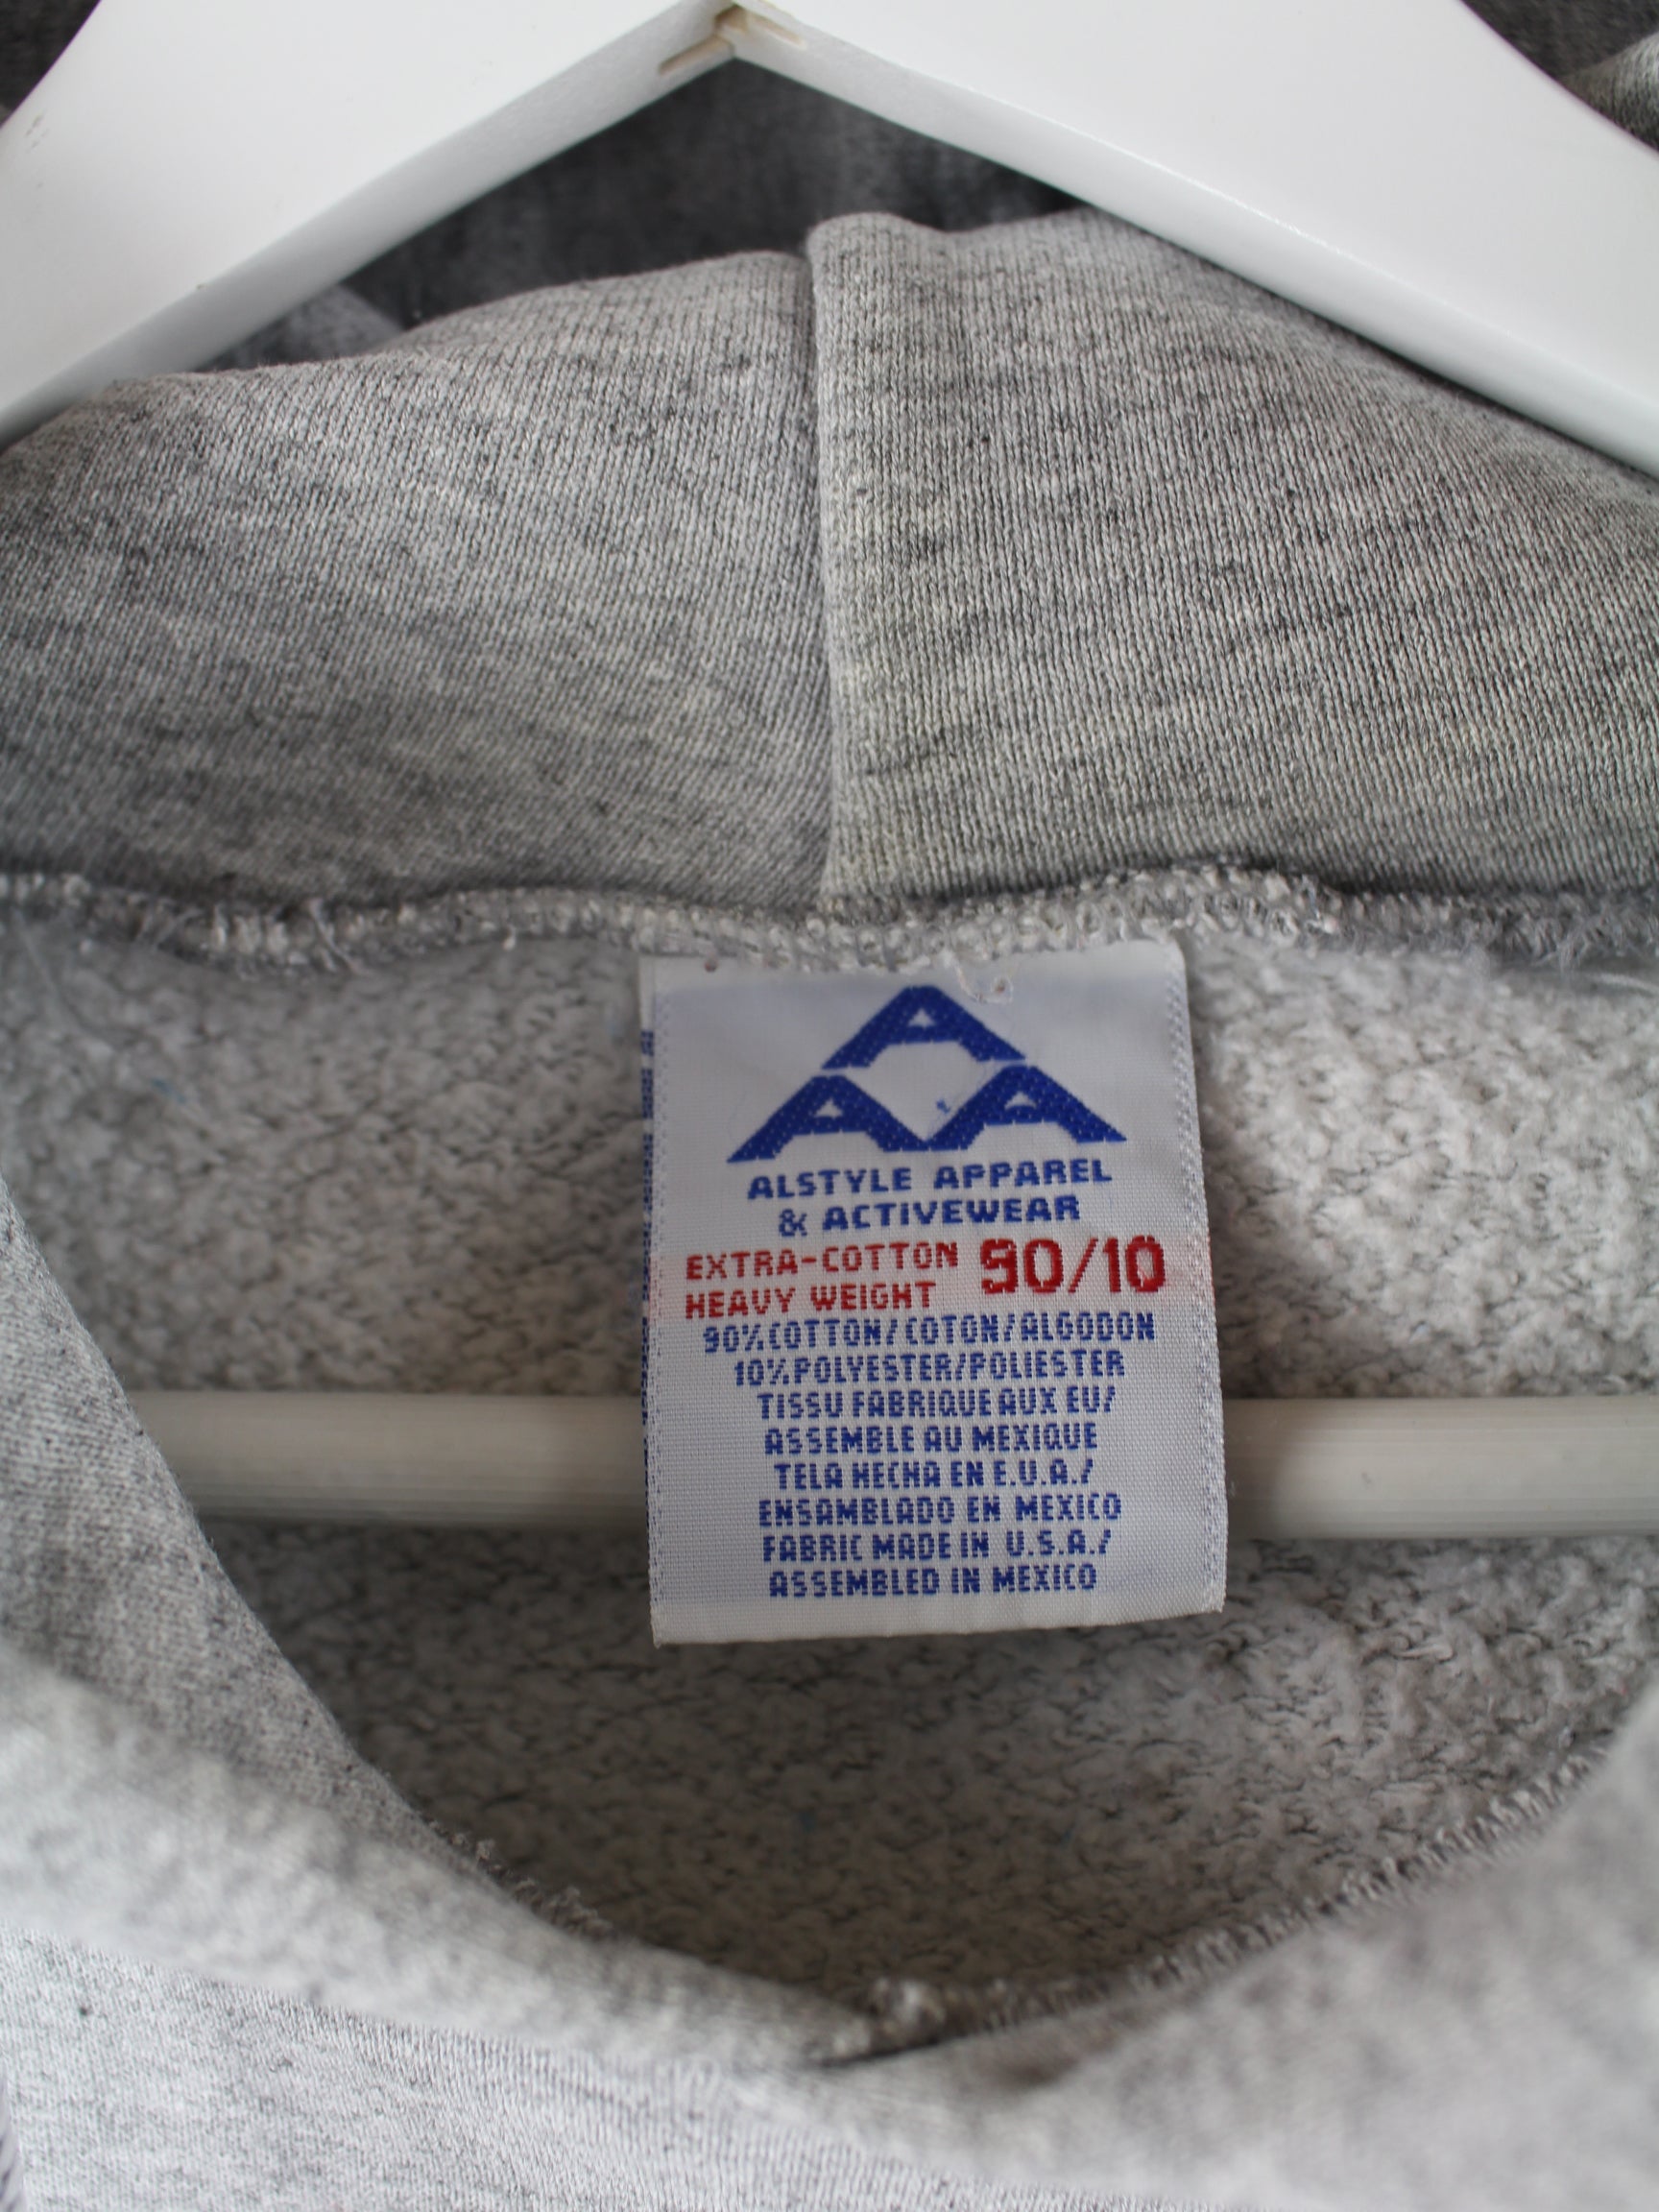 A
A A
ALSTYLE APPAREL
& ACTIVEWEAR
EXTRA-COTTON 90/10
HEAVY WEIGHT
90%COTTON/COTON/ALGODON
10%POLYESTER/POLIESTER
TISSU FABRIQUE AUX EU/
ASSEMBLE AU MEXIQUE
TELA HECHA EN E.U.A./
ENSAMBLADO EN MEXICO
FABRIC MADE IN U.S.A./
ASSEMBLED IN MEXICO